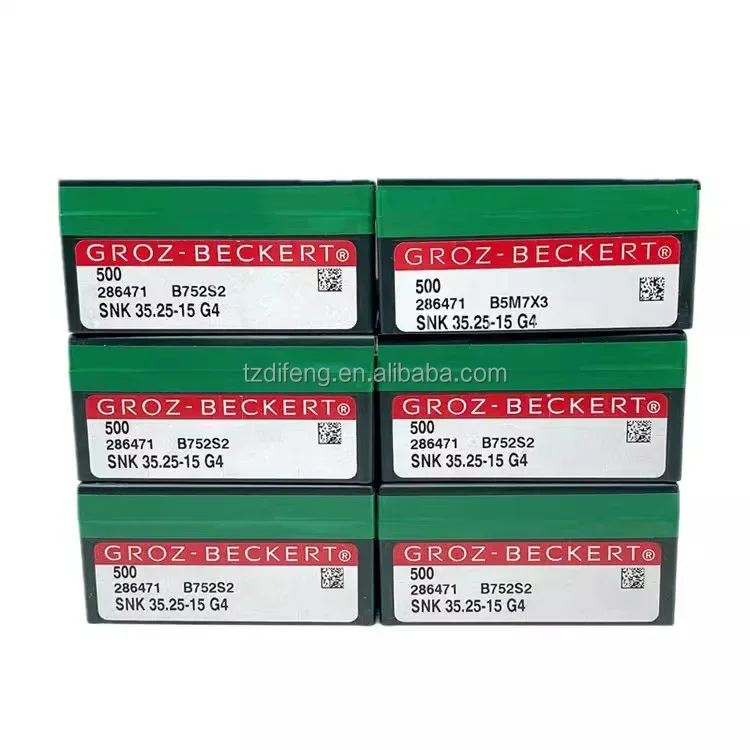 GROZ-BECKERT®
500
286471 B752S2
SNK 35.25-15 G4
GROZ-BECKERT®
500
286471 B5M7X3
SNK 35.25-15 G4
tzdifeng.en.alibaba.com
GROZ-BECKERT®
500
286471 B752S2
SNK 35.25-15 G4
GROZ-BECKERT®
500
286471 B752S2
SNK 35.25-15 G4
GROZ-BECKERT®
500
286471 B752S2
SNK 35.25-15 G4
GROZ-BECKERT®
500
286471 B752S2
SNK 35.25-15 G4